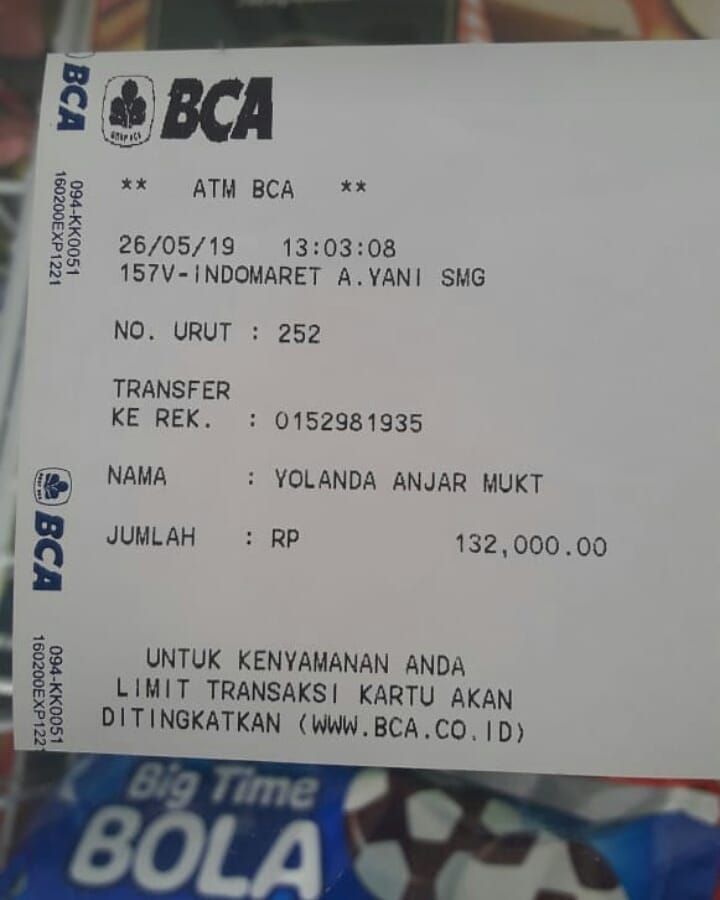 BCA
BCA
** ATM BCA **
26/05/19 13:03:08
157V-INDOMARET A.YANI SMG
NO. URUT : 252
TRANSFER
KE REK. : 0152981935
NAMA : YOLANDA ANJAR MUKT
JUMLAH : RP 132,000.00
UNTUK KENYAMANAN ANDA
LIMIT TRANSAKSI KARTU AKAN
DITINGKATKAN (WWW.BCA.CO.ID)
094-KK0051
160200EXP1221
BCA
094-KK0051
160200EXP122
Big Time
BOLA